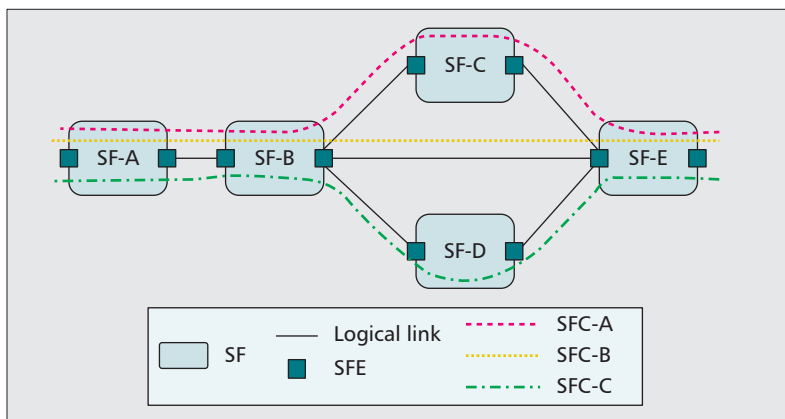 SF-C
SF-A
SF-B
SF-E
SF-D
SF
Logical link
SFE
SFC-A
SFC-B
SFC-C